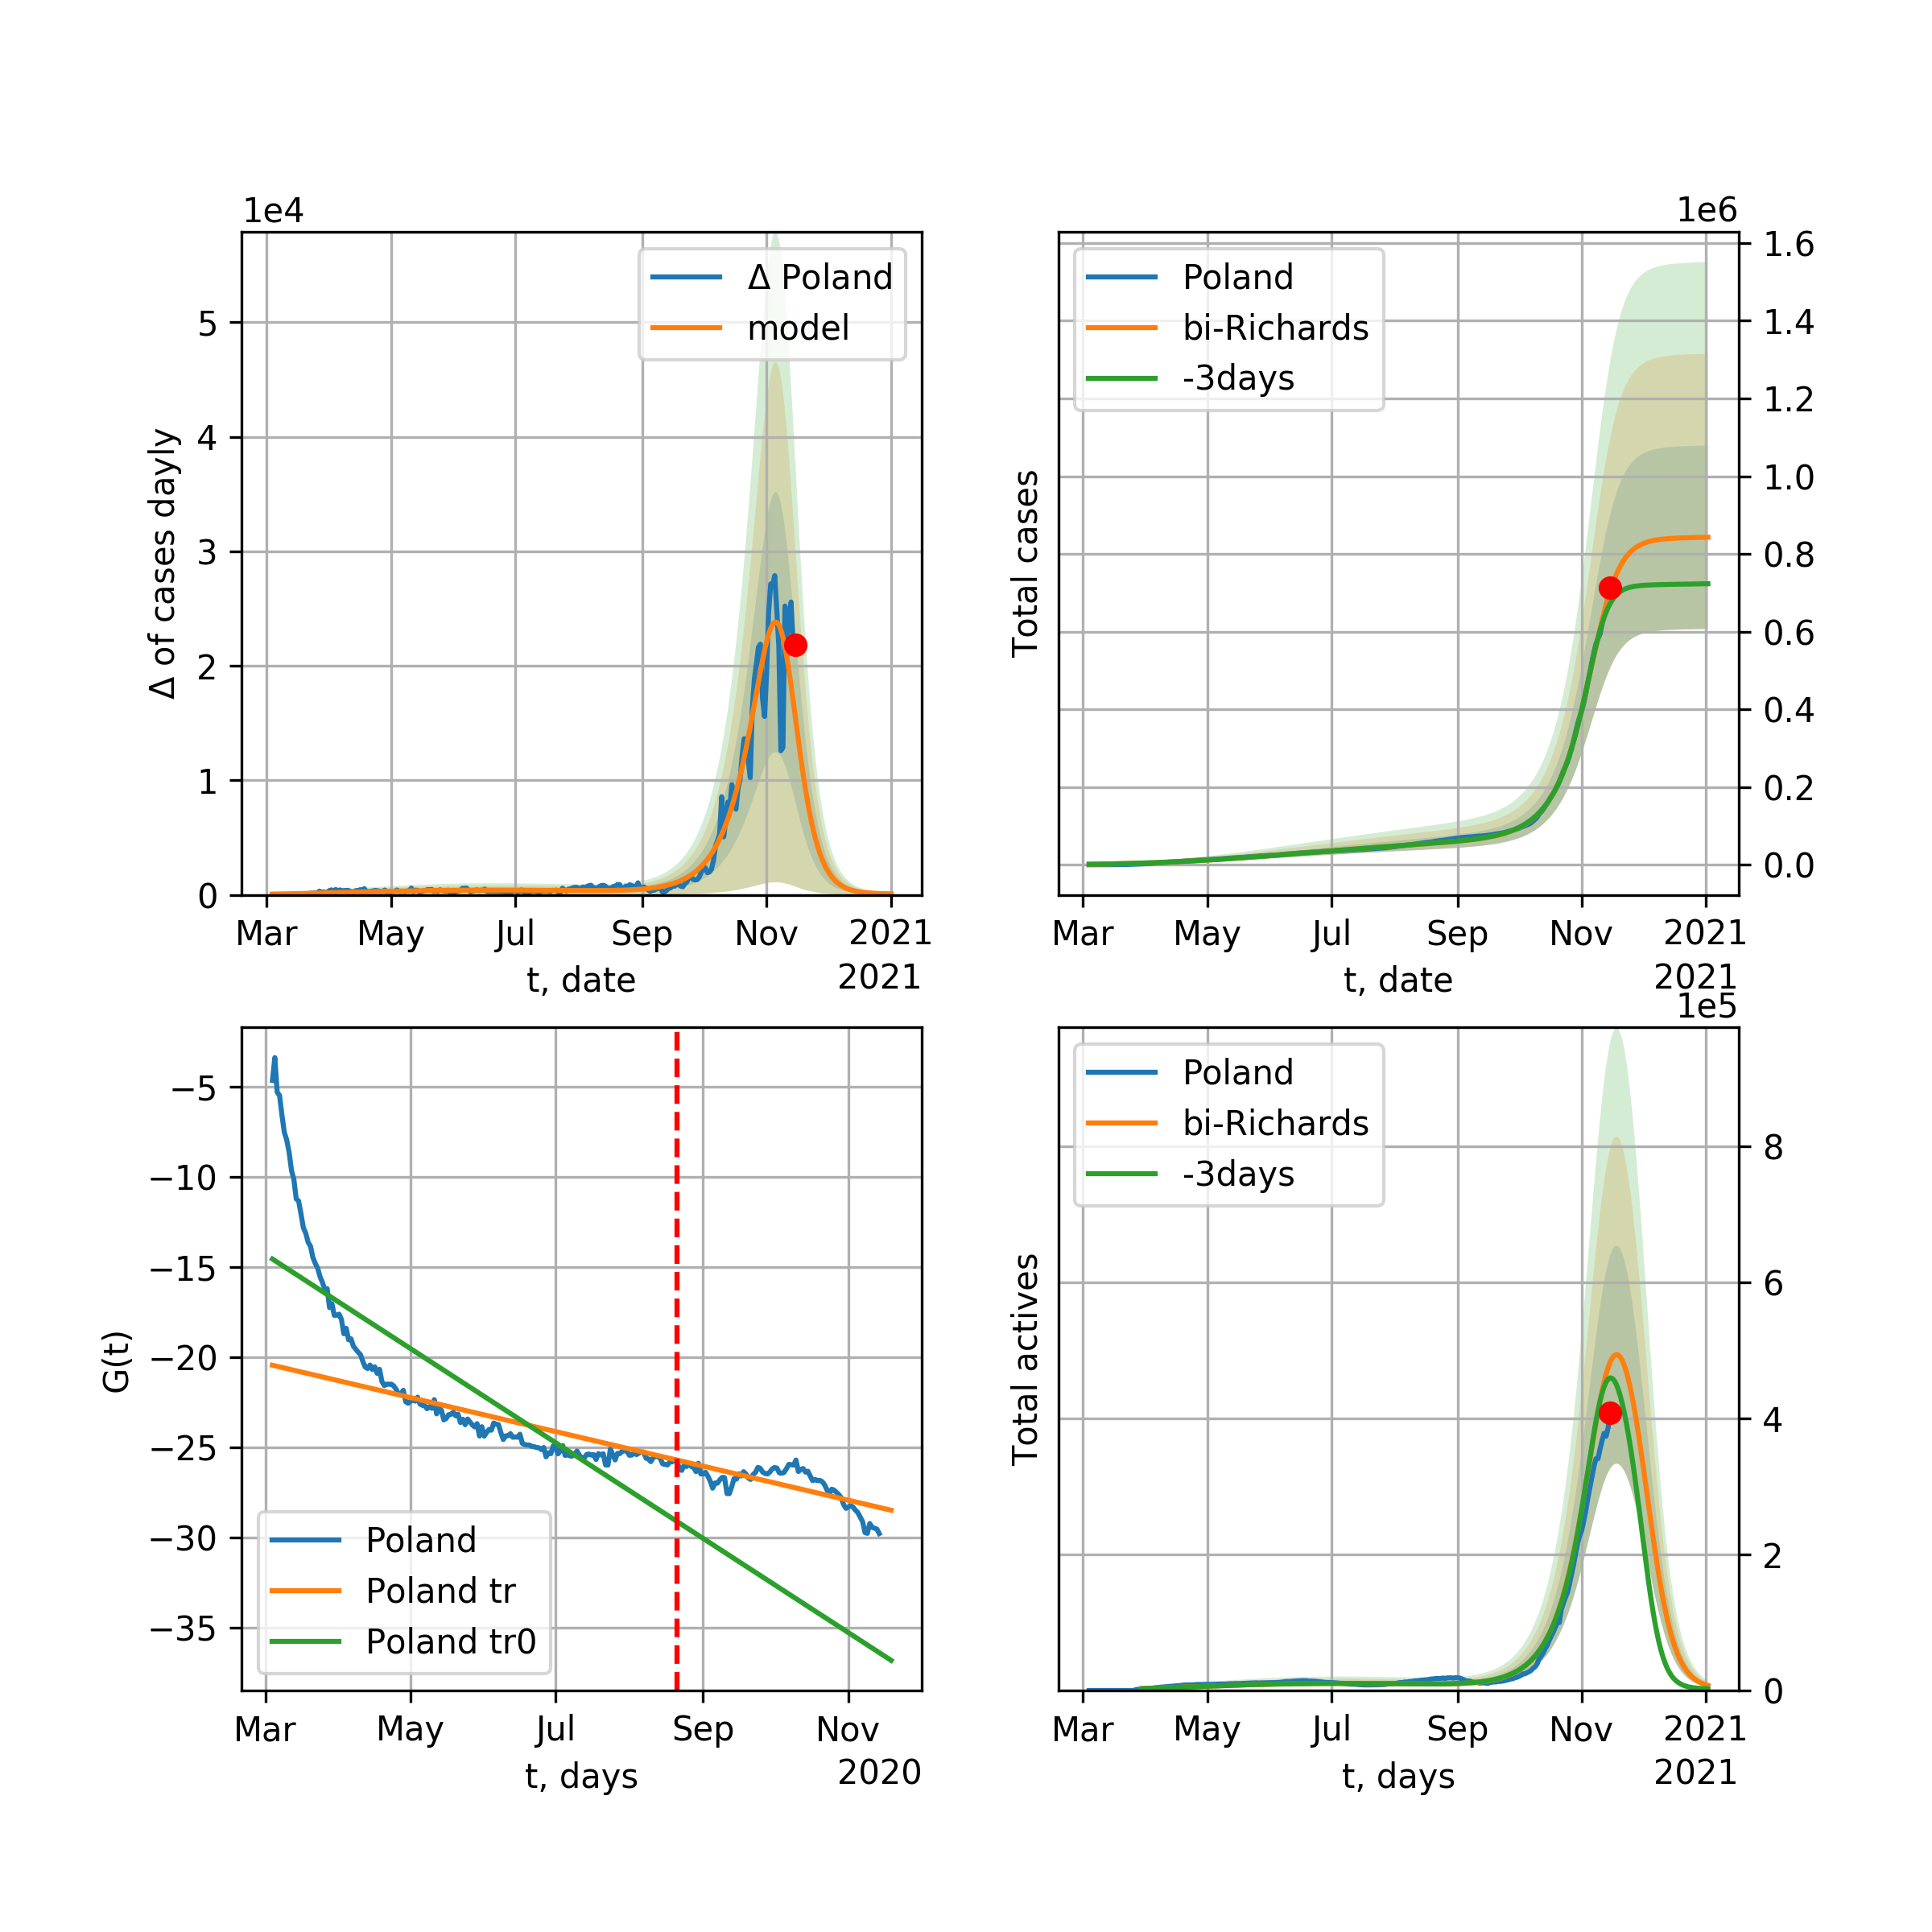 1e4
Δ of cases dayly
5
4
3
2
1
0
Δ Poland
model
Mar May Jul Sep Nov 2021
t, date
2021
1e6
Total cases
Poland
bi-Richards
-3days
1.6
1.4
1.2
1.0
0.8
0.6
0.4
0.2
0.0
Mar May Jul Sep Nov 2021
t, date
2021
G(t)
−5
−10
−15
−20
−25
−30
−35
Poland
Poland tr
Poland tr0
Mar May Jul Sep Nov
t, days
2020
1e5
Total actives
Poland
bi-Richards
-3days
8
6
4
2
0
Mar May Jul Sep Nov 2021
t, days
2021